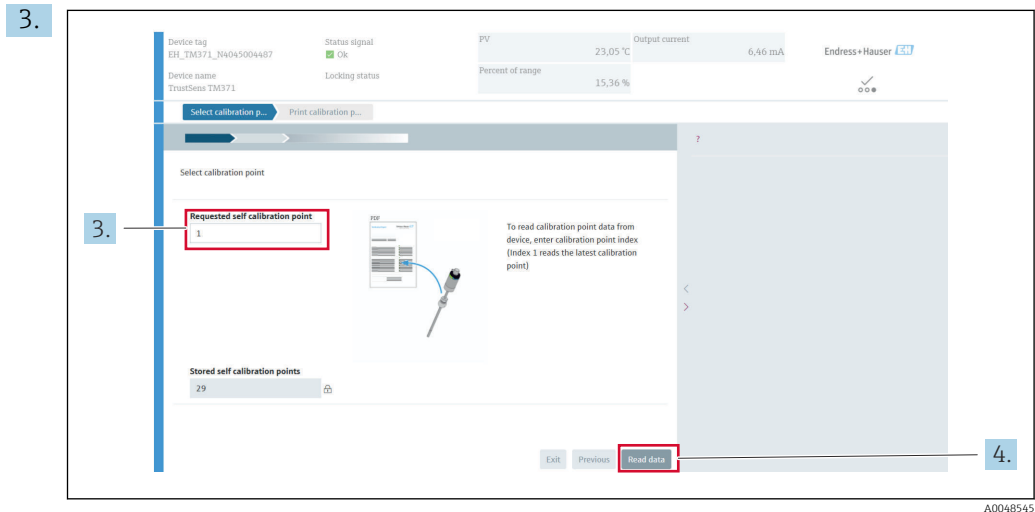 3.
Device tag
EH_TM371_N4045004487
Status signal
Ok
PV
23,05 °C
Output current
6,46 mA
Endress+Hauser EH
Device name
TrustSens TM371
Locking status
Percent of range
15,36 %
Select calibration p...
Print calibration p...
?
Select calibration point
3.
Requested self calibration point
1
PDF
To read calibration point data from
device, enter calibration point index
(Index 1 reads the latest calibration
point)
Stored self calibration points
29
Exit
Previous
Read data
4.
A0048545